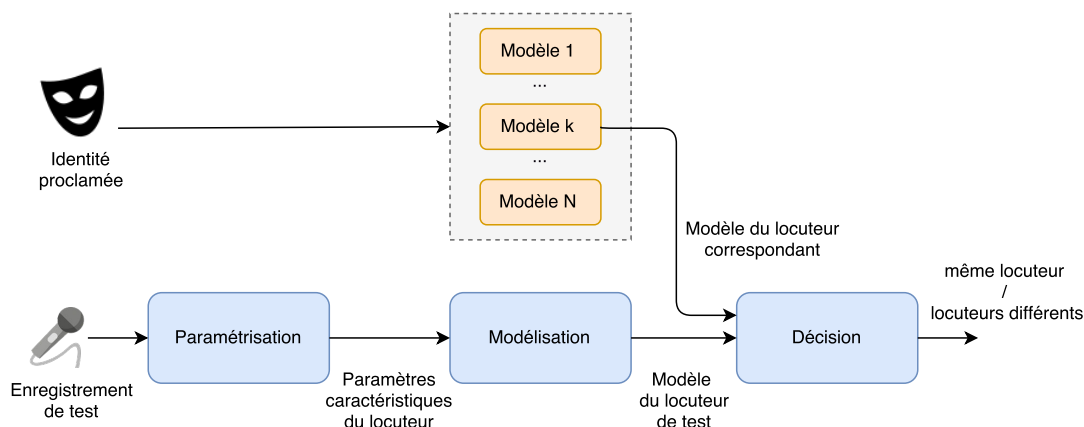 Modèle 1
...
Modèle k
...
Modèle N
Identité
proclamée
Modèle du locuteur
correspondant
même locuteur
/
locuteurs différents
Paramétrisation
Modélisation
Décision
Enregistrement
de test
Paramètres
caractéristiques
du locuteur
Modèle
du locuteur
de test